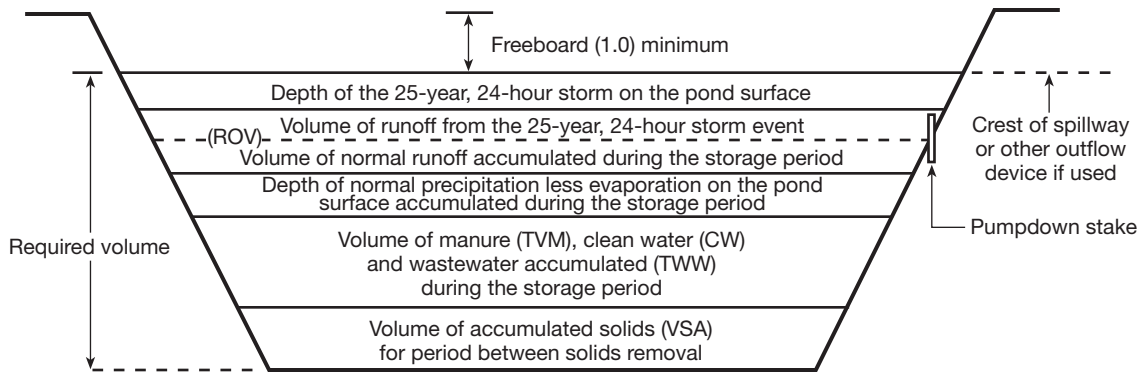 Freeboard (1.0) minimum
Depth of the 25-year, 24-hour storm on the pond surface
Volume of runoff from the 25-year, 24-hour storm event
(ROV)
Volume of normal runoff accumulated during the storage period
Depth of normal precipitation less evaporation on the pond
surface accumulated during the storage period
Crest of spillway
or other outflow
device if used
Pumpdown stake
Required volume
Volume of manure (TVM), clean water (CW)
and wastewater accumulated (TWW)
during the storage period
Volume of accumulated solids (VSA)
for period between solids removal